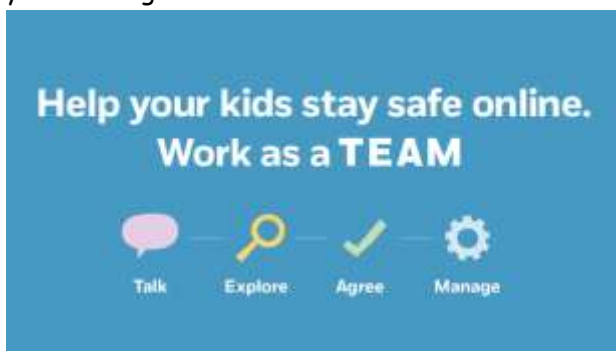 Help your kids stay safe online.
Work as a TEAM
Talk Explore Agree Manage